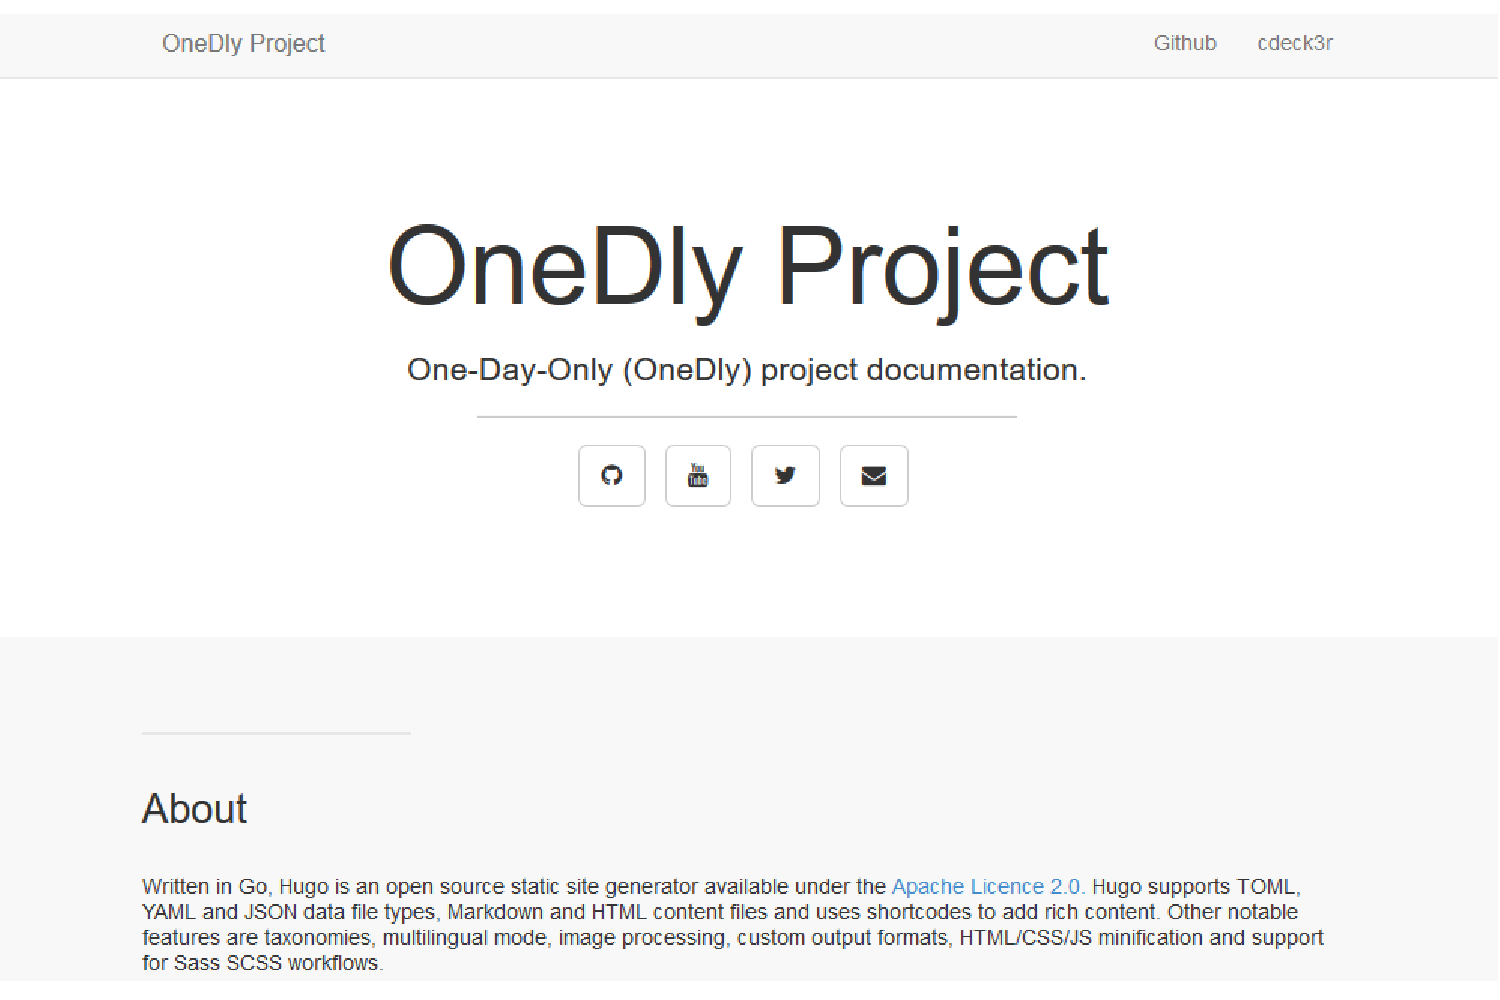 OneDly Project
Github
cdeck3r
OneDly Project
One-Day-Only (OneDly) project documentation.
You Tube
About
Written in Go, Hugo is an open source static site generator available under the Apache Licence 2.0. Hugo supports TOML,
YAML and JSON data file types, Markdown and HTML content files and uses shortcodes to add rich content. Other notable
features are taxonomies, multilingual mode, image processing, custom output formats, HTML/CSS/JS minification and support
for Sass SCSS workflows.